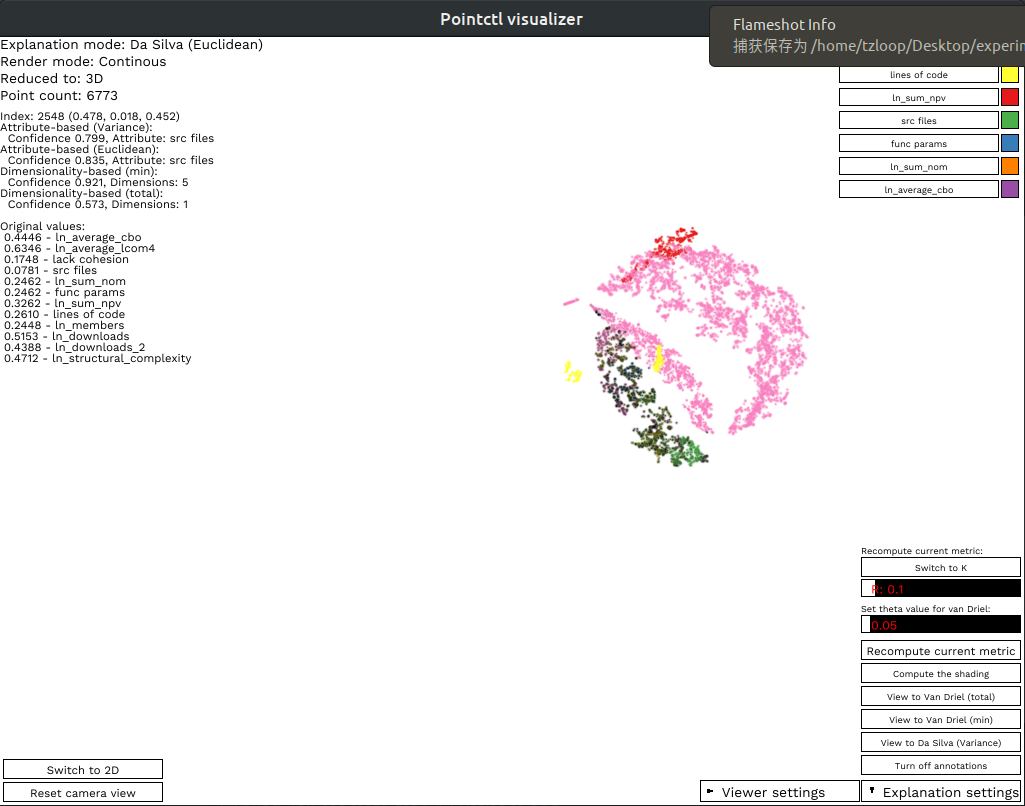 Pointctl visualizer
Flameshot Info
捕获保存为 /home/tzloop/Desktop/experim
Explanation mode: Da Silva (Euclidean)
Render mode: Continous
Reduced to: 3D
Point count: 6773
Index: 2548 (0.478, 0.018, 0.452)
Attribute-based (Variance):
Confidence 0.799, Attribute: src files
Attribute-based (Euclidean):
Confidence 0.835, Attribute: src files
Dimensionality-based (min):
Confidence 0.921, Dimensions: 5
Dimensionality-based (total):
Confidence 0.573, Dimensions: 1
Original values:
0.4446 - ln_average_cbo
0.6346 - ln_average_lcom4
0.1748 - lack cohesion
0.0781 - src files
0.2462 - ln_sum_nom
0.2462 - func params
0.3262 - ln_sum_npv
0.2610 - lines of code
0.2448 - ln_members
0.5153 - ln_downloads
0.4388 - ln_downloads_2
0.4712 - ln_structural_complexity
lines of code
ln_sum_npv
src files
func params
ln_sum_nom
ln_average_cbo
Recompute current metric:
Switch to K
R: 0.1
Set theta value for van Driel:
0.05
Recompute current metric
Compute the shading
View to Van Driel (total)
View to Van Driel (min)
View to Da Silva (Variance)
Turn off annotations
Switch to 2D
Reset camera view
Viewer settings
Explanation settings